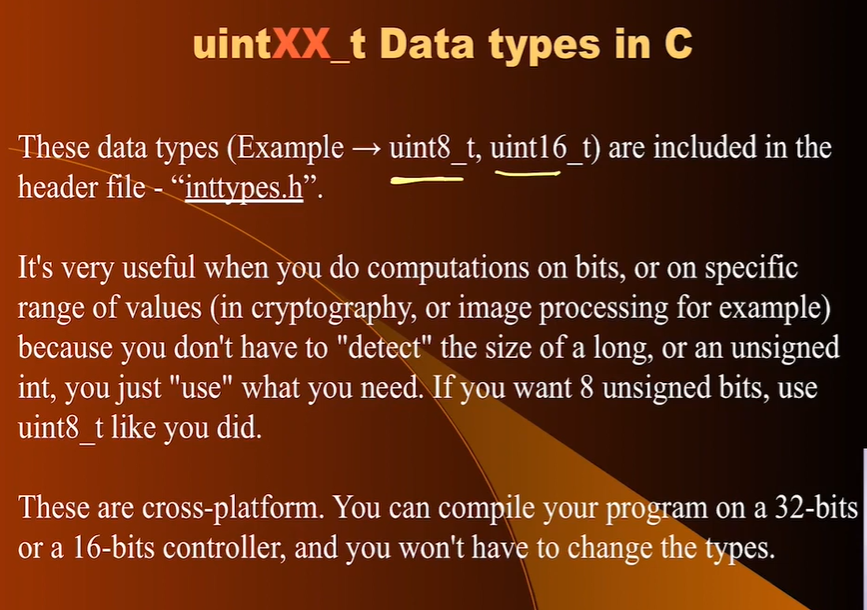 uintXX_t Data types in C
These data types (Example → uint8_t, uint16_t) are included in the
header file - “inttypes.h”.
It's very useful when you do computations on bits, or on specific
range of values (in cryptography, or image processing for example)
because you don't have to "detect" the size of a long, or an unsigned
int, you just "use" what you need. If you want 8 unsigned bits, use
uint8_t like you did.
These are cross-platform. You can compile your program on a 32-bits
or a 16-bits controller, and you won't have to change the types.